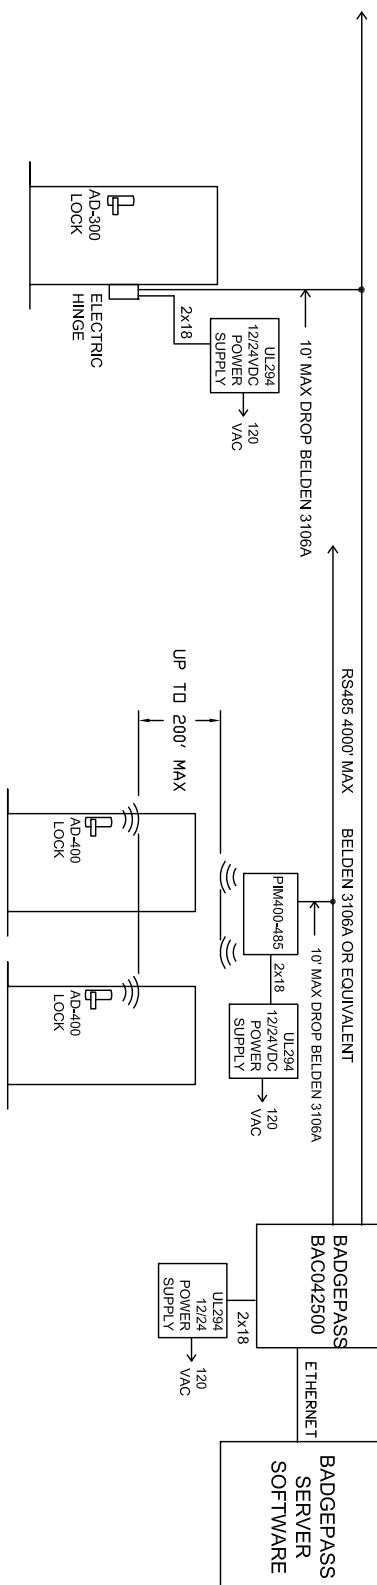 AD-300
LOCK
ELECTRIC
HINGE
2x18
UL294
12/24VDC
POWER
SUPPLY
120
VAC
10' MAX DROP BELDEN 3106A
RS485 4000' MAX
BELDEN 3106A OR EQUIVALENT
UP TO 200' MAX
AD-400
LOCK
AD-400
LOCK
PIM400-485
10' MAX DROP BELDEN 3106A
2x18
UL294
12/24VDC
POWER
SUPPLY
120
VAC
BADGEPASS
BAC042500
2x18
UL294
12/24
POWER
SUPPLY
120
VAC
ETHERNET
BADGEPASS
SERVER
SOFTWARE